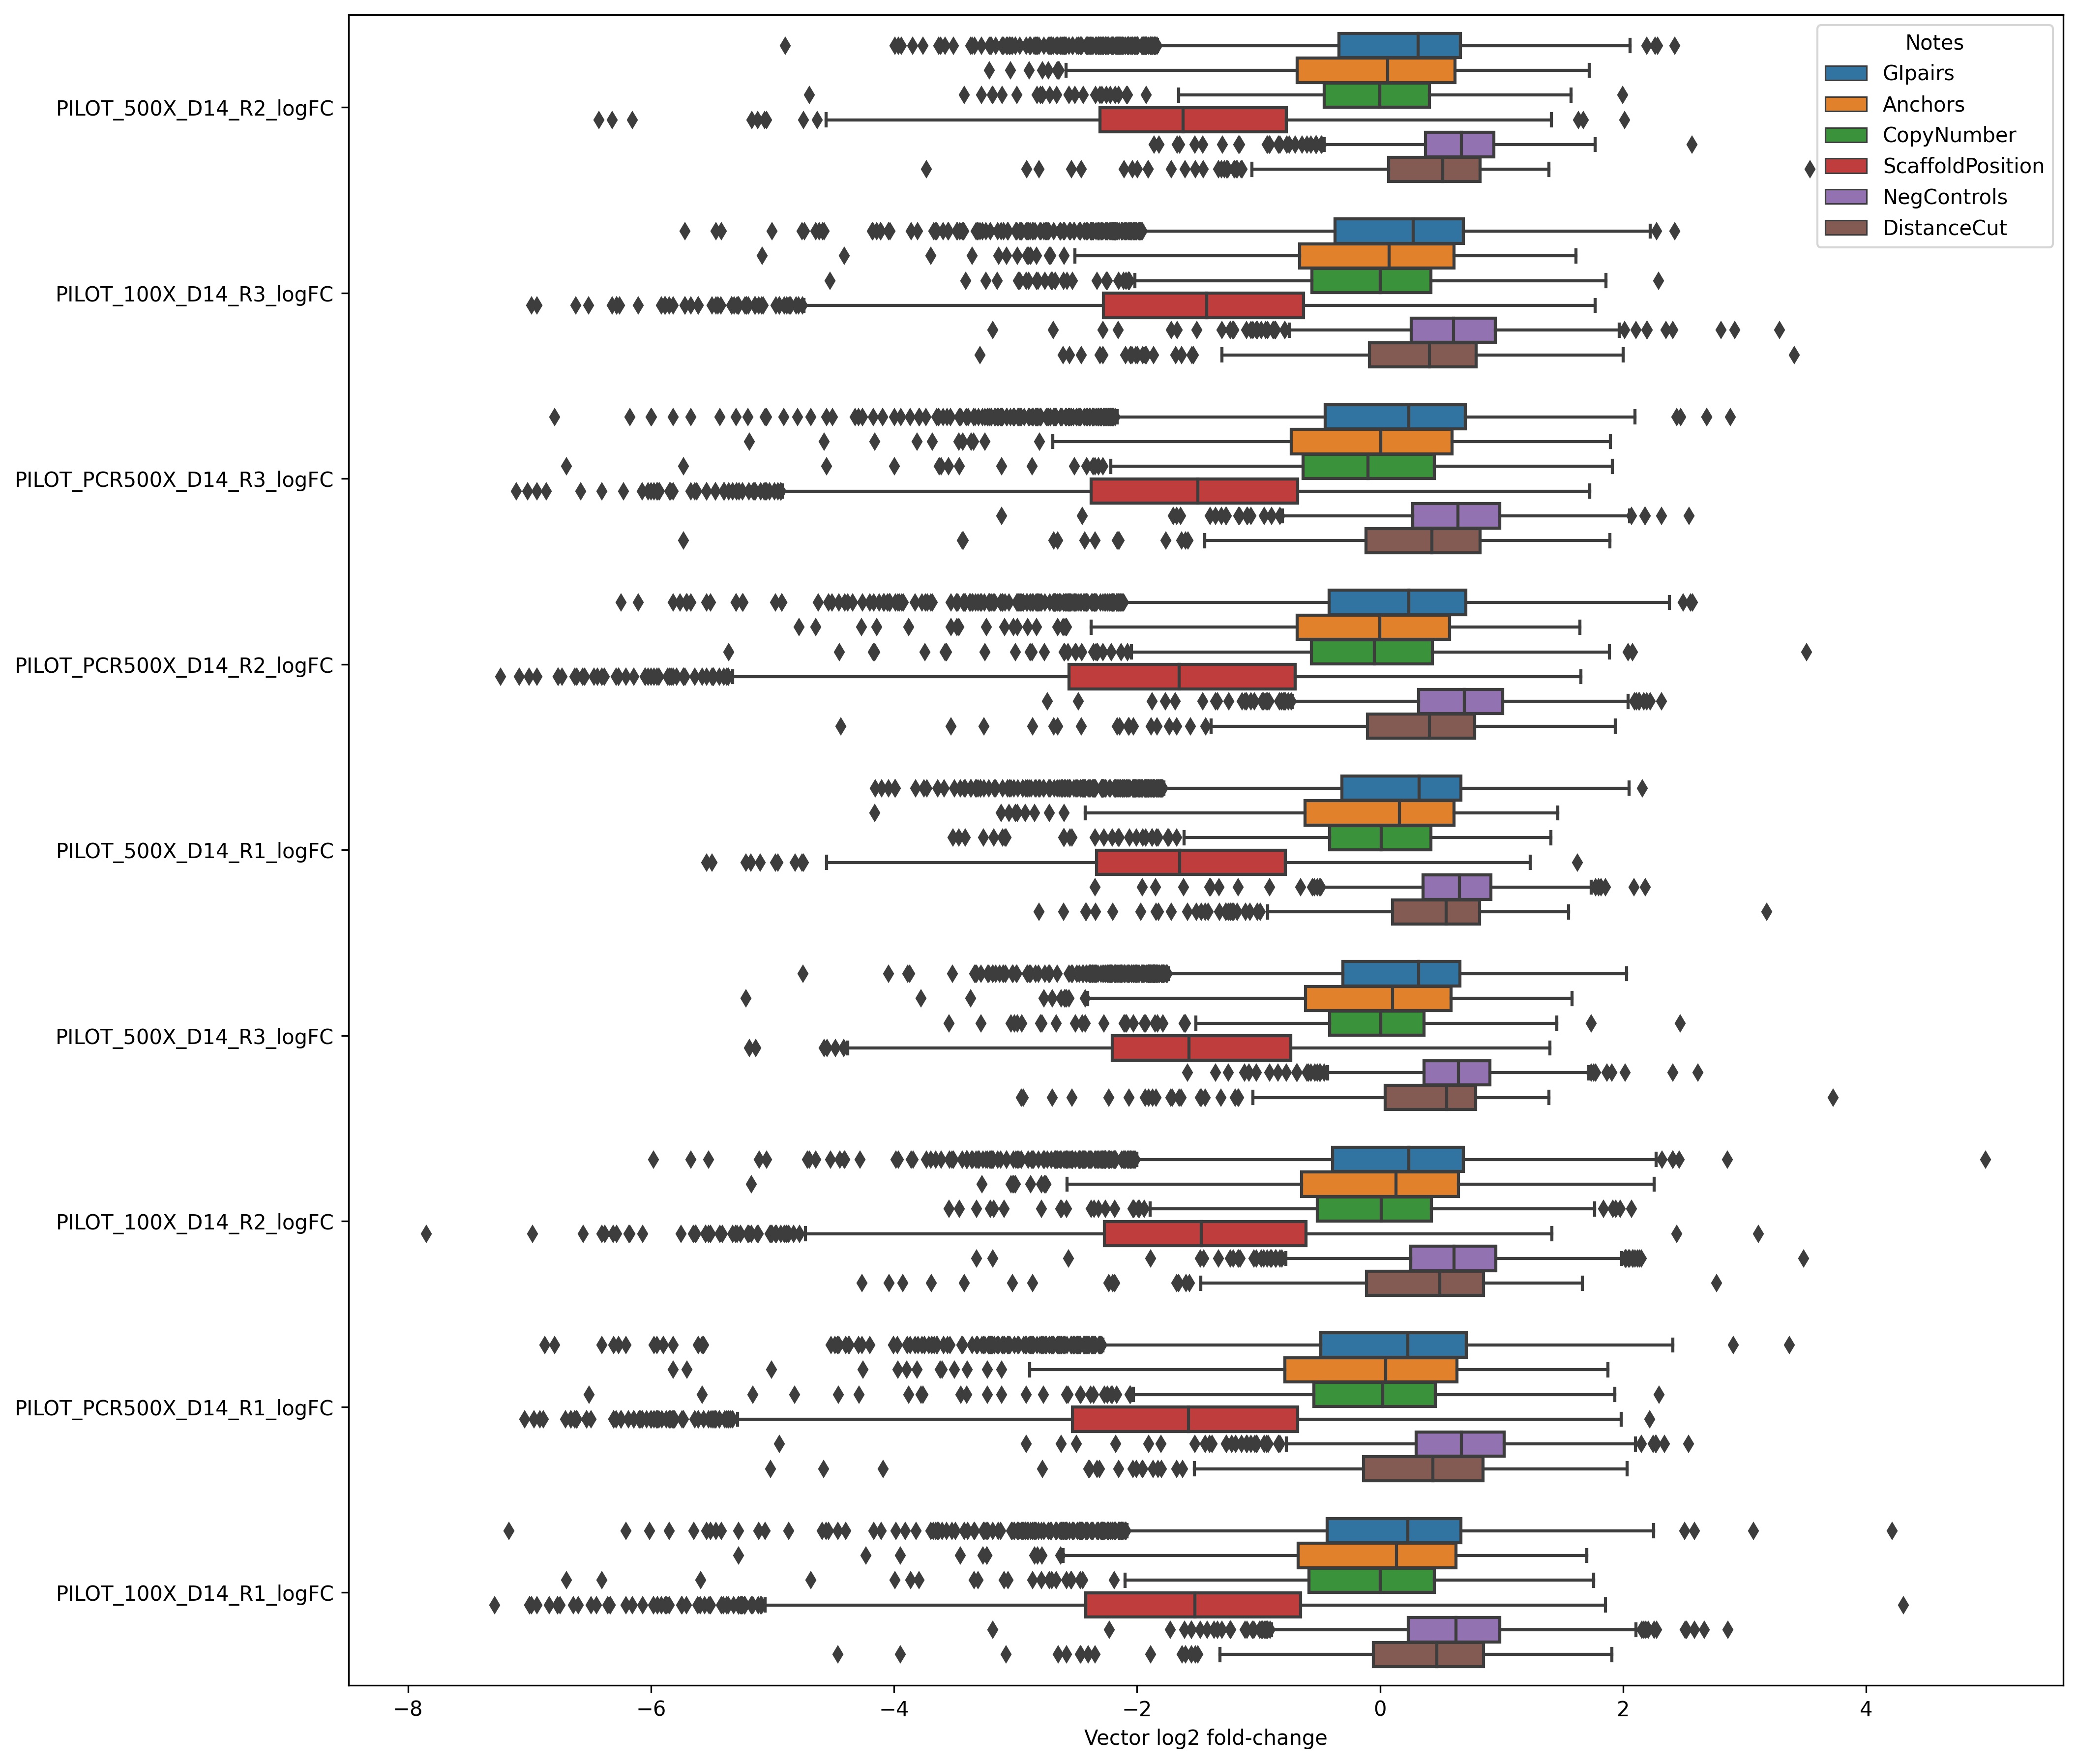 Notes
GIpairs
Anchors
CopyNumber
ScaffoldPosition
NegControls
DistanceCut
PILOT_500X_D14_R2_logFC
PILOT_100X_D14_R3_logFC
PILOT_PCR500X_D14_R3_logFC
PILOT_PCR500X_D14_R2_logFC
PILOT_500X_D14_R1_logFC
PILOT_500X_D14_R3_logFC
PILOT_100X_D14_R2_logFC
PILOT_PCR500X_D14_R1_logFC
PILOT_100X_D14_R1_logFC
−8 −6 −4 −2 0 2 4
Vector log2 fold-change